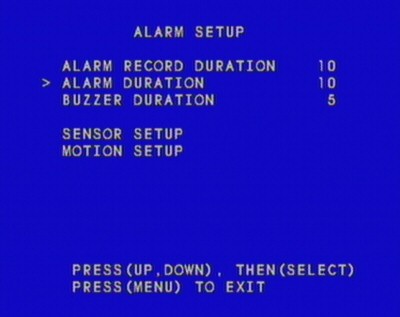 ALARM SETUP
ALARM RECORD DURATION 10
> ALARM DURATION 10
BUZZER DURATION 5
SENSOR SETUP
MOTION SETUP
PRESS(UP,DOWN), THEN(SELECT)
PRESS(MENU) TO EXIT